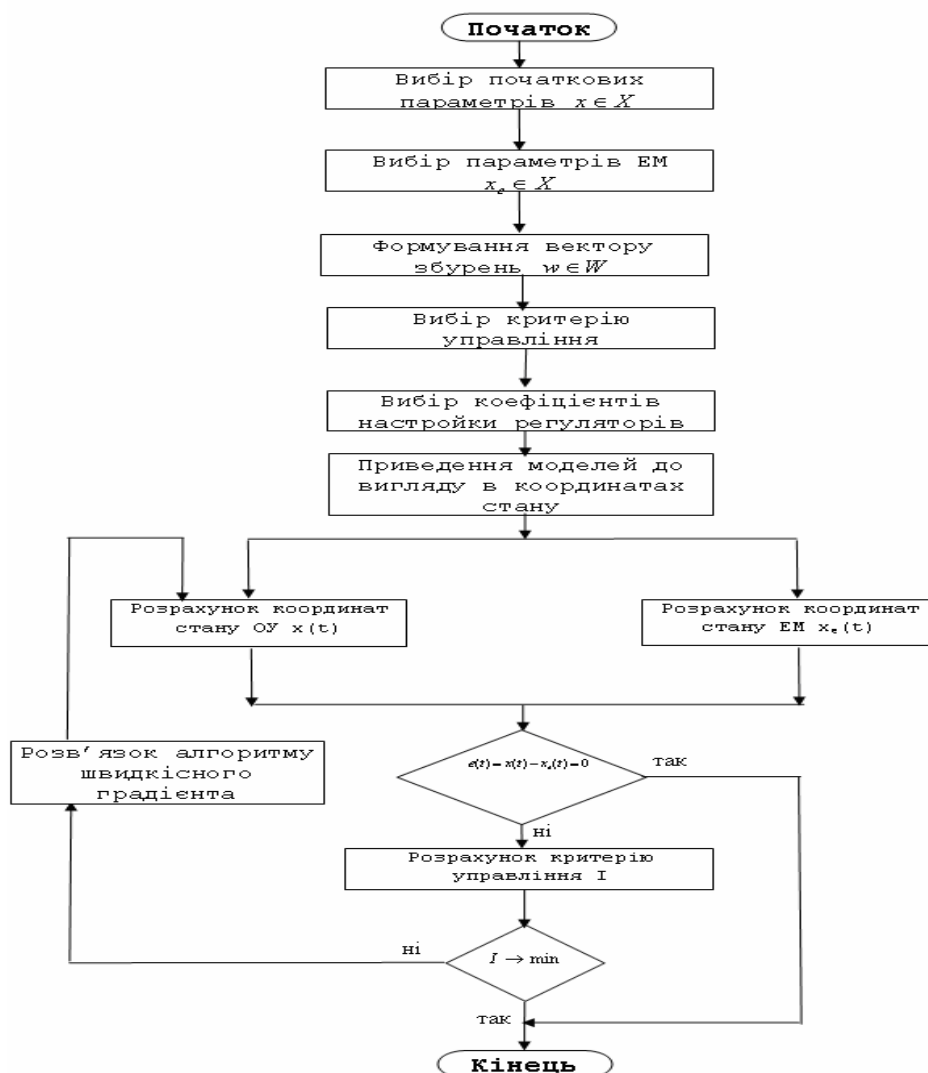 Початок
Вибір початкових
параметрів x ∈ X
Вибір параметрів ЕМ
xₑ ∈ X
Формування вектору
збурень w ∈ W
Вибір критерію
управління
Вибір коефіцієнтів
настройки регуляторів
Приведення моделей до
вигляду в координатах
стану
Розрахунок координат
стану ОУ x(t)
Розрахунок координат
стану ЕМ xₑ(t)
Розв'язок алгоритму
швидкісного
градієнта
e(t) = x(t) − xₑ(t) = 0
так
ні
Розрахунок критерію
управління I
ні
I → min
так
Кінець